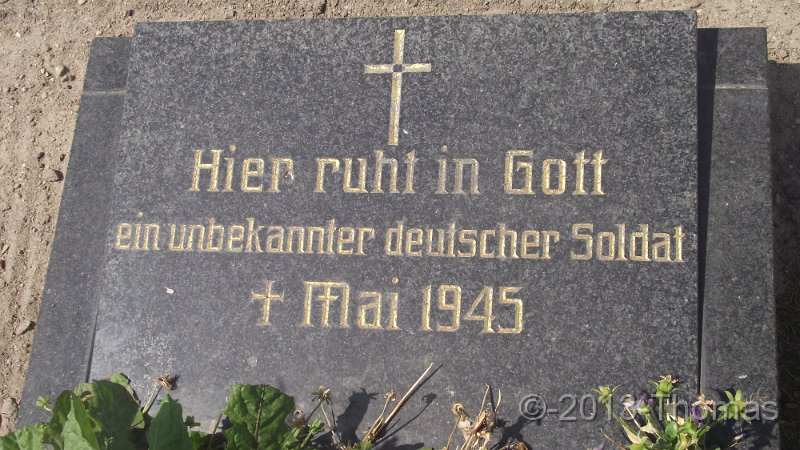 Hier ruht in Gott
ein unbekannter deutscher Soldat
† Mai 1945
©-2013-Thomas